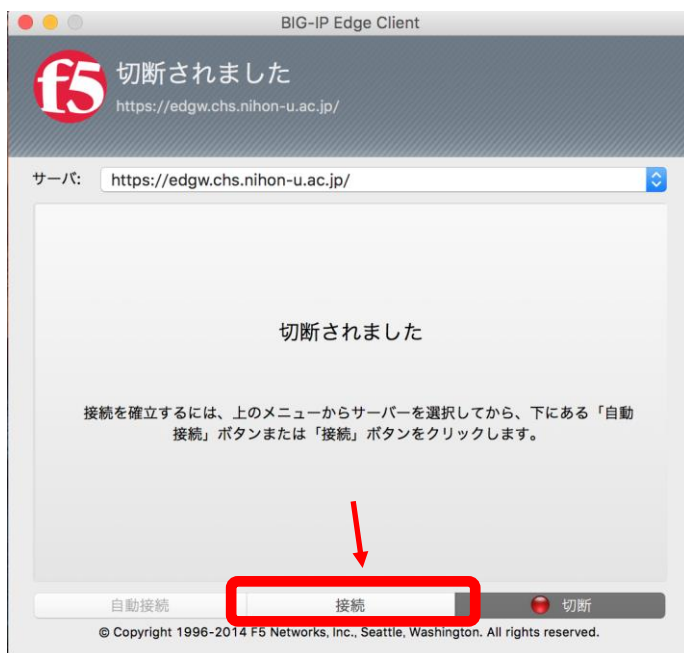 BIG-IP Edge Client
f5
切断されました
https://edgw.chs.nihon-u.ac.jp/
サーバ: https://edgw.chs.nihon-u.ac.jp/
切断されました
接続を確立するには、上のメニューからサーバーを選択してから、下にある「自動
接続」ボタンまたは「接続」ボタンをクリックします。
自動接続 接続 切断
© Copyright 1996-2014 F5 Networks, Inc., Seattle, Washington. All rights reserved.